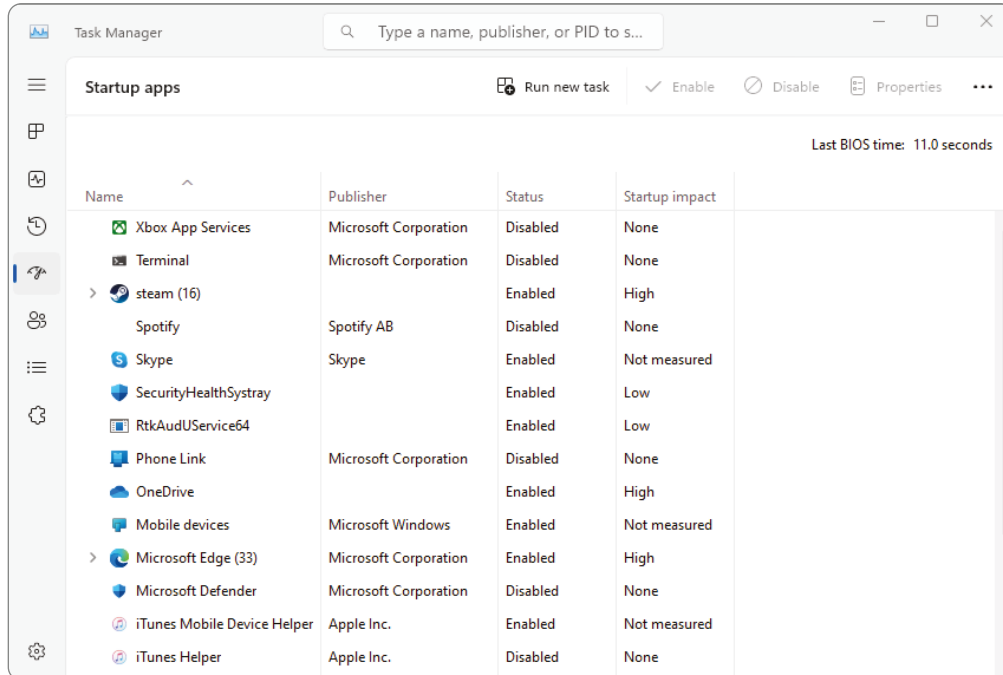 Task Manager
Type a name, publisher, or PID to s...
Startup apps
Run new task Enable Disable Properties
Last BIOS time: 11.0 seconds
Name Publisher Status Startup impact
Xbox App Services Microsoft Corporation Disabled None
Terminal Microsoft Corporation Disabled None
steam (16) Enabled High
Spotify Spotify AB Disabled None
Skype Skype Enabled Not measured
SecurityHealthSystray Enabled Low
RtkAudUService64 Enabled Low
Phone Link Microsoft Corporation Disabled None
OneDrive Enabled High
Mobile devices Microsoft Windows Enabled Not measured
Microsoft Edge (33) Microsoft Corporation Enabled High
Microsoft Defender Microsoft Corporation Disabled None
iTunes Mobile Device Helper Apple Inc. Enabled Not measured
iTunes Helper Apple Inc. Disabled None